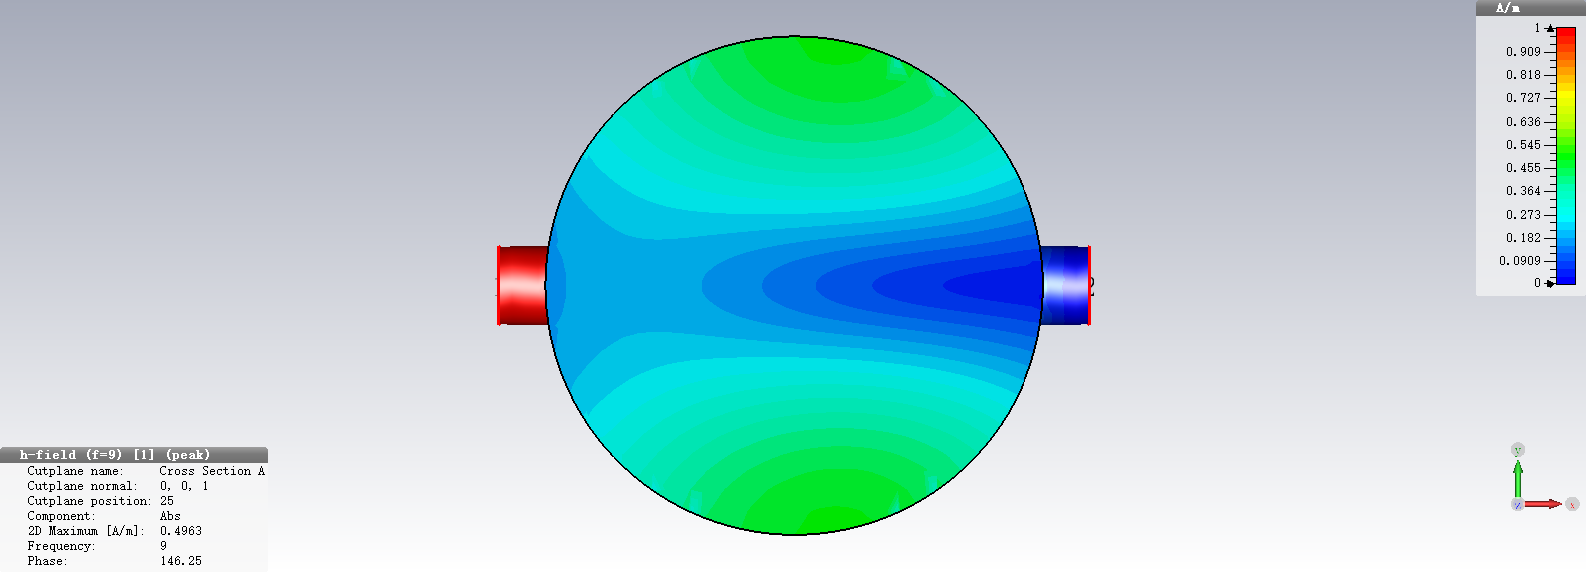 A/m
1
0.909
0.818
0.727
0.636
0.545
0.455
0.364
0.273
0.182
0.0909
0
h-field (f=9) [1] (peak)
Cutplane name: Cross Section A
Cutplane normal: 0, 0, 1
Cutplane position: 25
Component: Abs
2D Maximum [A/m]: 0.4963
Frequency: 9
Phase: 146.25
Y
Z
X